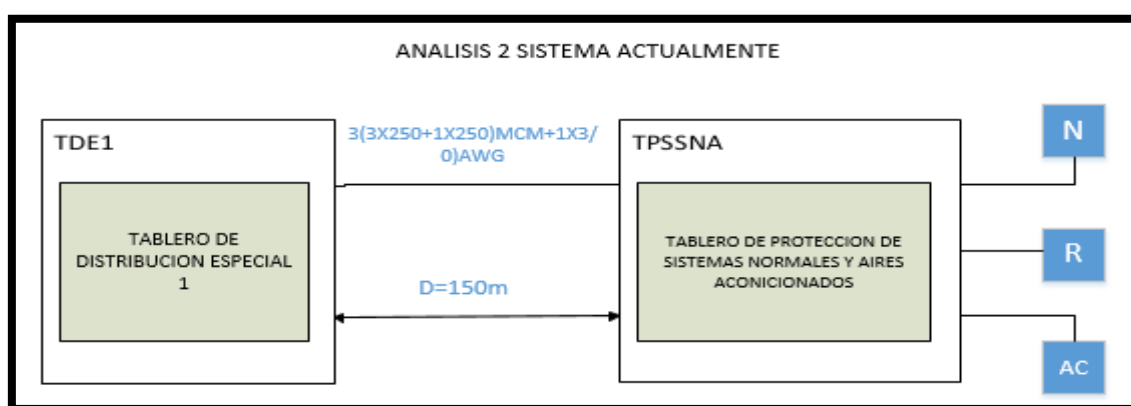 ANALISIS 2 SISTEMA ACTUALMENTE
TDE1
TABLERO DE
DISTRIBUCION ESPECIAL
1
3(3X250+1X250)MCM+1X3/
0)AWG
D=150m
TPSSNA
TABLERO DE PROTECCION DE
SISTEMAS NORMALES Y AIRES
ACONICIONADOS
N
R
AC